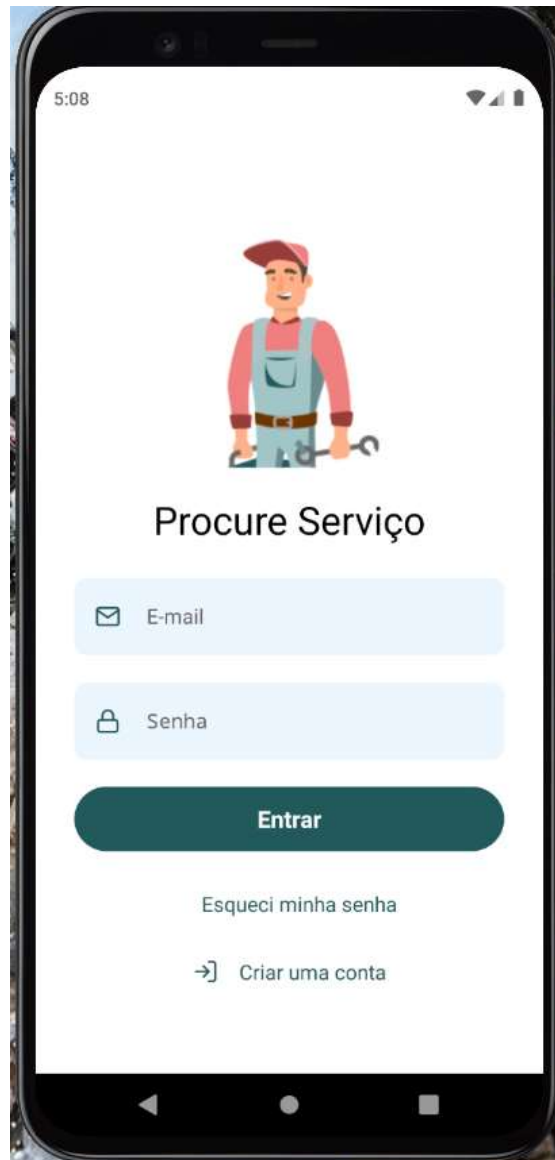 5:08
Procure Serviço
E-mail
Senha
Entrar
Esqueci minha senha
Criar uma conta